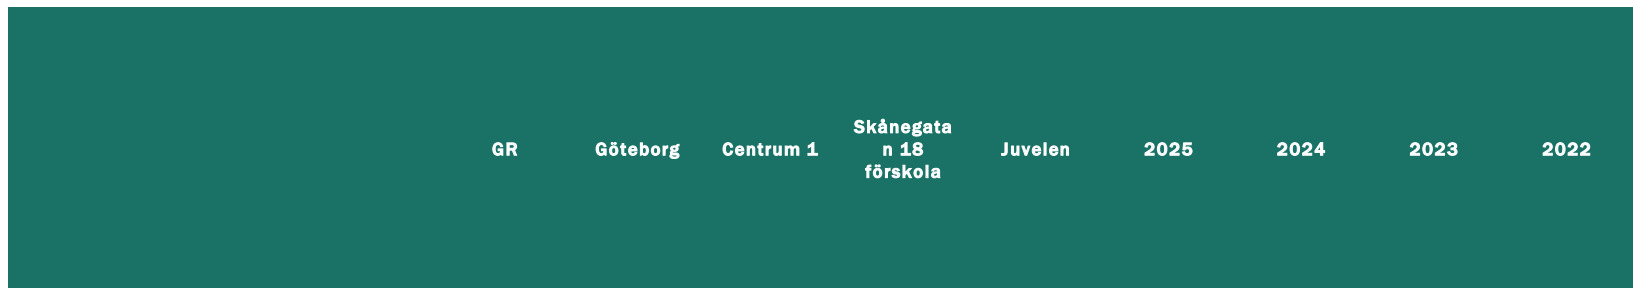 GR
Göteborg
Centrum 1
Skånegata
n 18
förskola
Juvelen
2025
2024
2023
2022